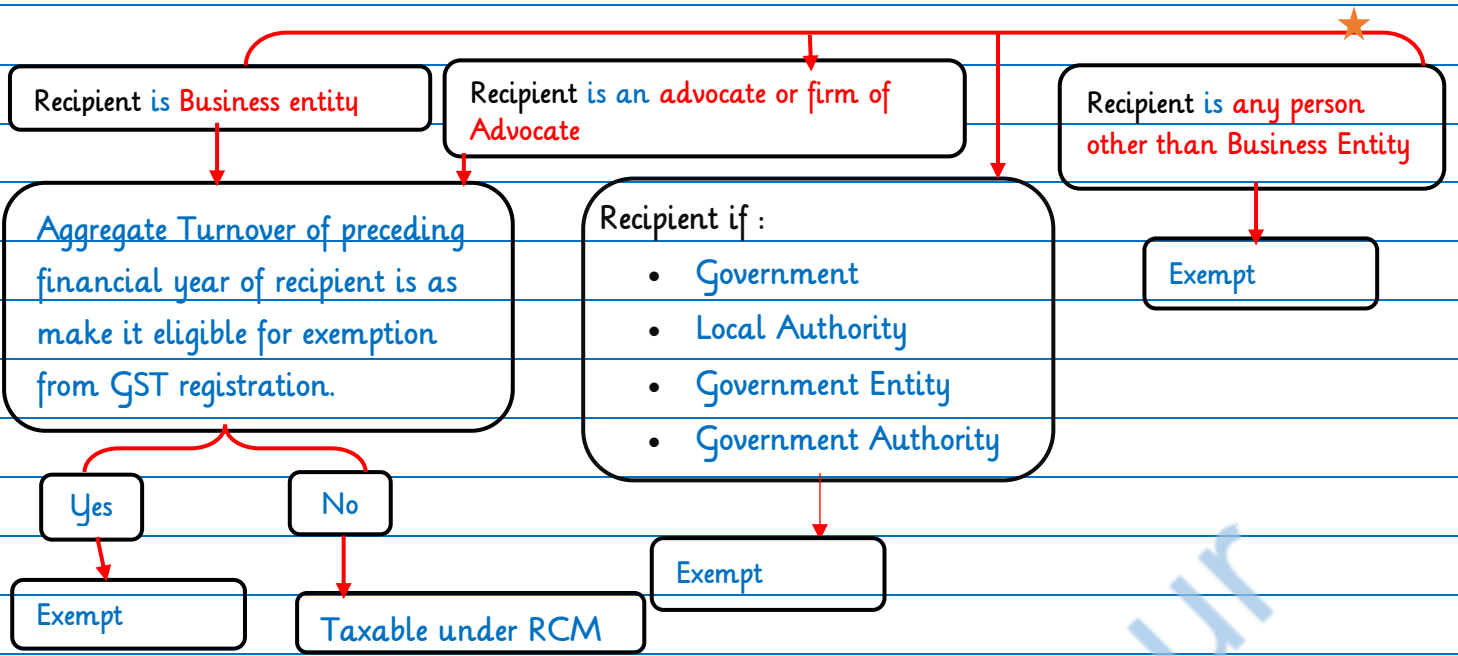 Recipient is Business entity
Recipient is an advocate or firm of
Advocate
Recipient is any person
other than Business Entity
Aggregate Turnover of preceding
financial year of recipient is as
make it eligible for exemption
from GST registration.
Recipient if :
• Government
• Local Authority
• Government Entity
• Government Authority
Exempt
Yes
No
Exempt
Exempt
Taxable under RCM
ur